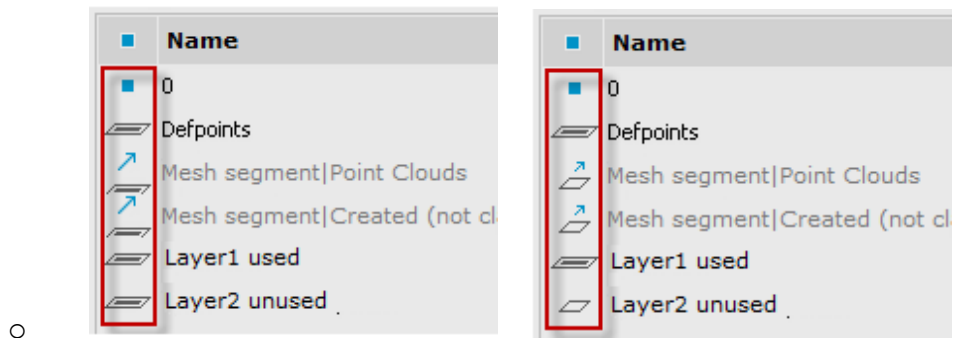 Name
0
Defpoints
Mesh segment|Point Clouds
Mesh segment|Created (not cl
Layer1 used
Layer2 unused .
Name
0
Defpoints
Mesh segment|Point Clouds
Mesh segment|Created (not cl
Layer1 used
Layer2 unused .